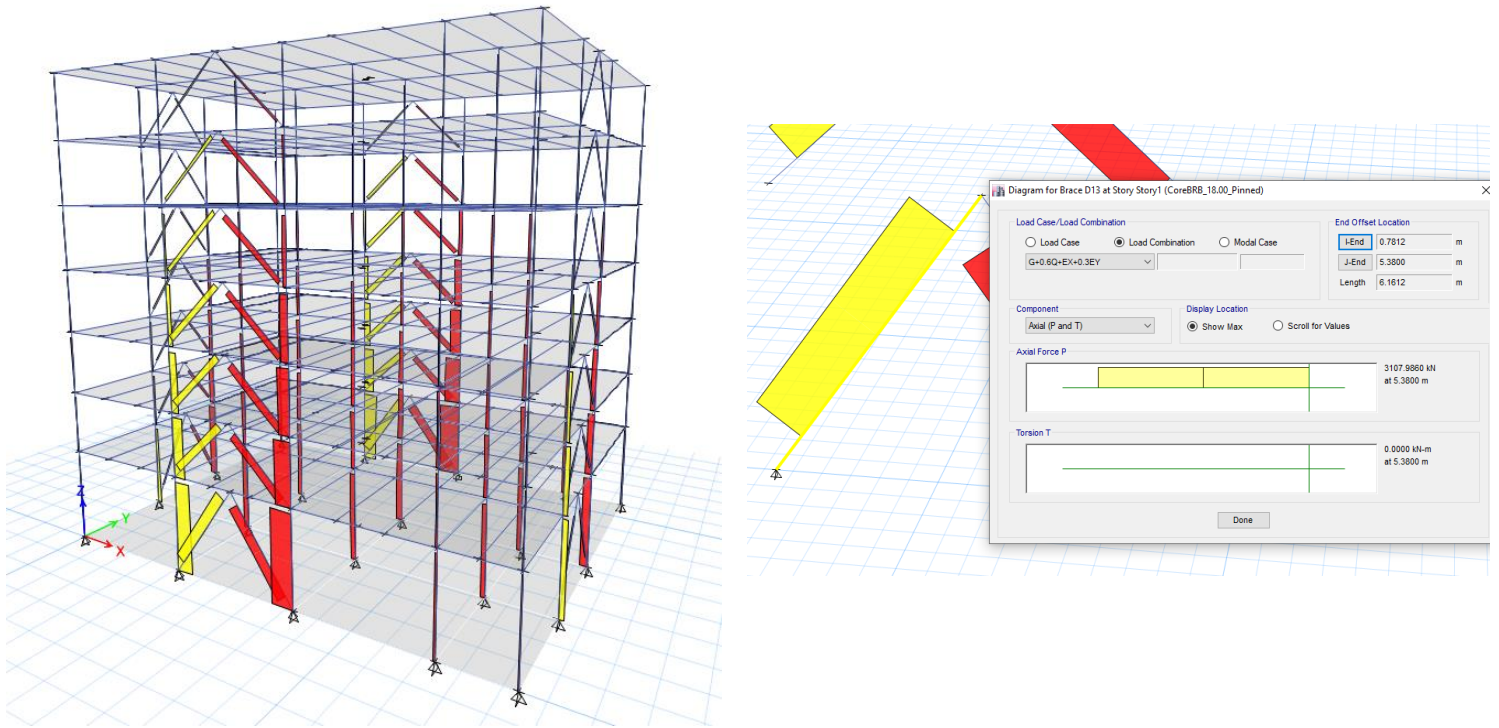 Z
Y
X
Diagram for Brace D13 at Story Story1 (CoreBRB_18.00_Pinned)
Load Case/Load Combination
Load Case
Load Combination
Modal Case
G+0.6Q+EX+0.3EY
End Offset Location
I-End 0.7812 m
J-End 5.3800 m
Length 6.1612 m
Component
Axial (P and T)
Display Location
Show Max
Scroll for Values
Axial Force P
3107.9860 kN
at 5.3800 m
Torsion T
0.0000 kN-m
at 5.3800 m
Done